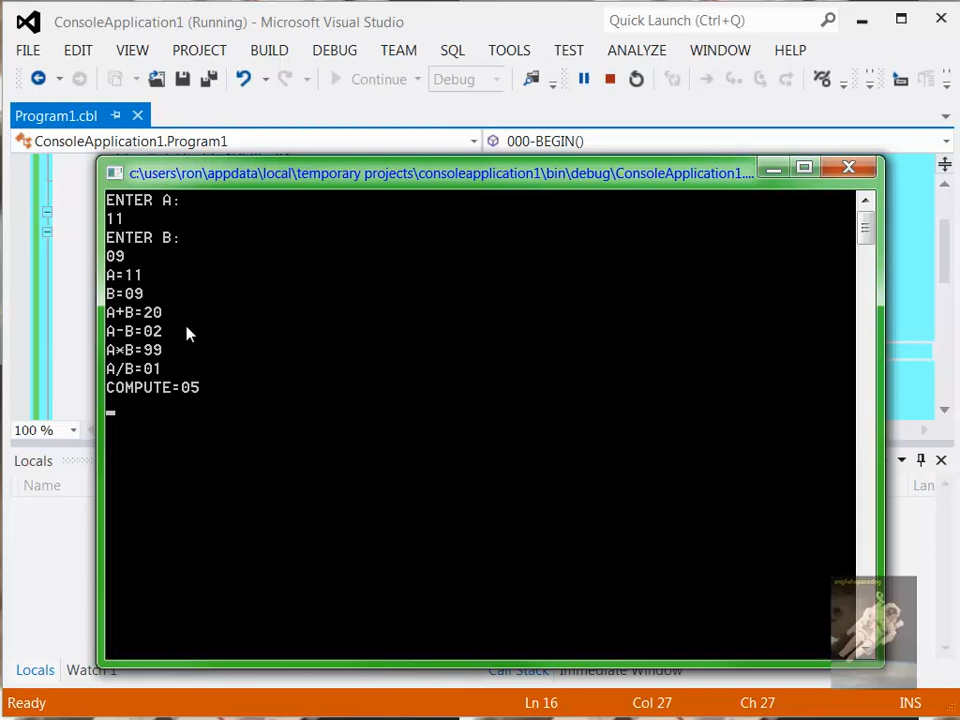 ConsoleApplication1 (Running) - Microsoft Visual Studio
Quick Launch (Ctrl+Q)
FILE EDIT VIEW PROJECT BUILD DEBUG TEAM SQL TOOLS TEST ANALYZE WINDOW HELP
Continue Debug
Program1.cbl
ConsoleApplication1.Program1 000-BEGIN()
c:\users\ron\appdata\local\temporary projects\consoleapplication1\bin\debug\ConsoleApplication1....
ENTER A:
11
ENTER B:
09
A=11
B=09
A+B=20
A-B=02
A*B=99
A/B=01
COMPUTE=05
100 %
Locals
Name Lan
englishspacedog
Locals Watch 1 Call Stack Immediate Window
Ready Ln 16 Col 27 Ch 27 INS